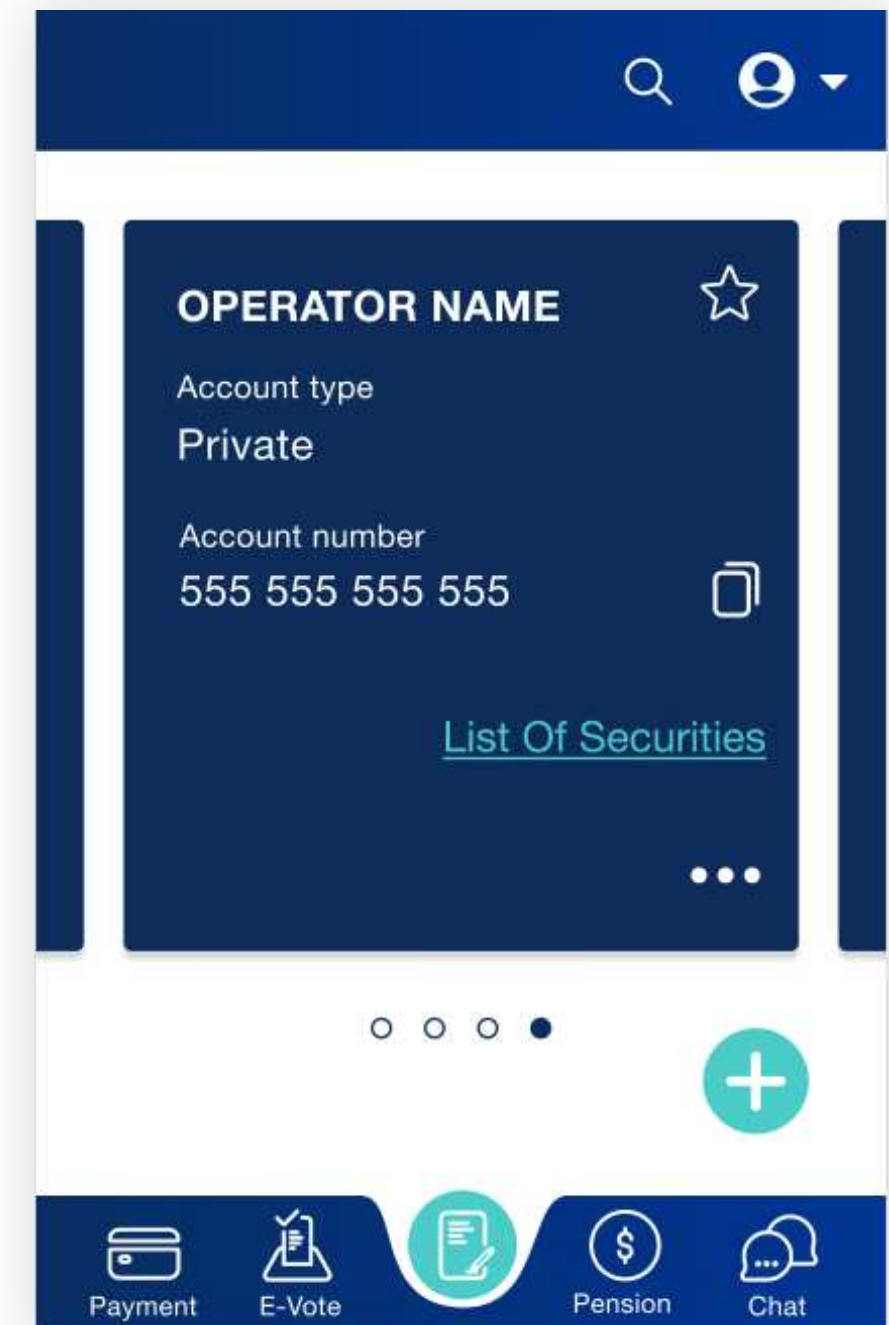 OPERATOR NAME
Account type
Private
Account number
555 555 555 555
List Of Securities
Payment E-Vote Pension Chat